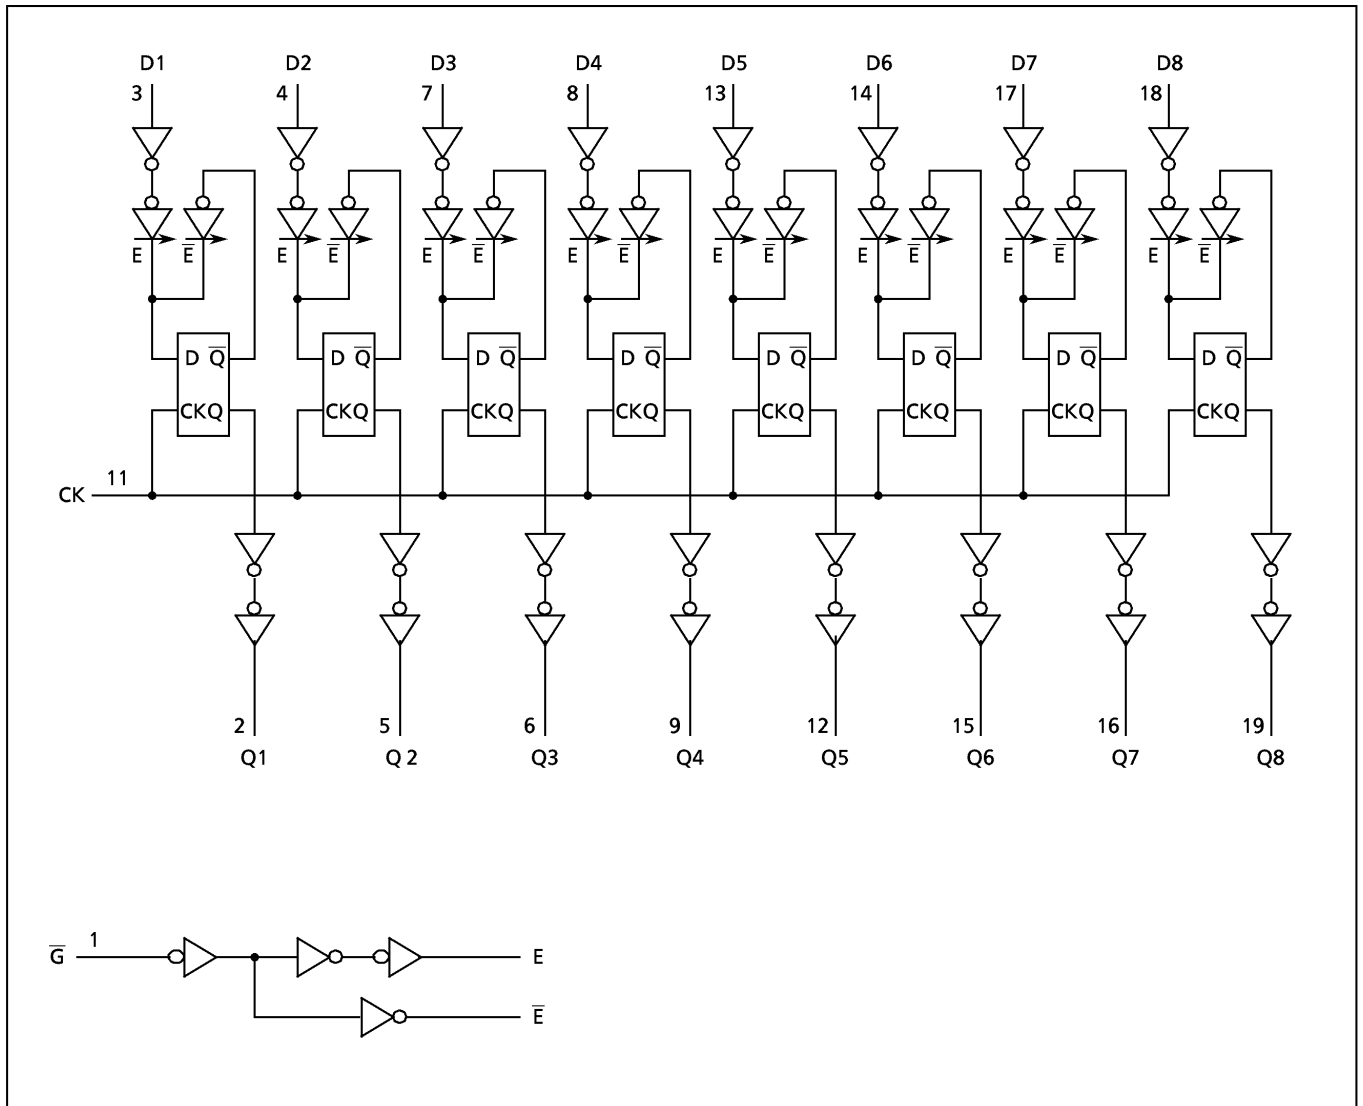 D1 D2 D3 D4 D5 D6 D7 D8
3 4 7 8 13 14 17 18
E E̅ E E̅ E E̅ E E̅ E E̅ E E̅ E E̅ E E̅
D Q̅ D Q̅ D Q̅ D Q̅ D Q̅ D Q̅ D Q̅ D Q̅
CKQ CKQ CKQ CKQ CKQ CKQ CKQ CKQ
11
CK
2 5 6 9 12 15 16 19
Q1 Q 2 Q3 Q4 Q5 Q6 Q7 Q8
1
G̅ E
E̅